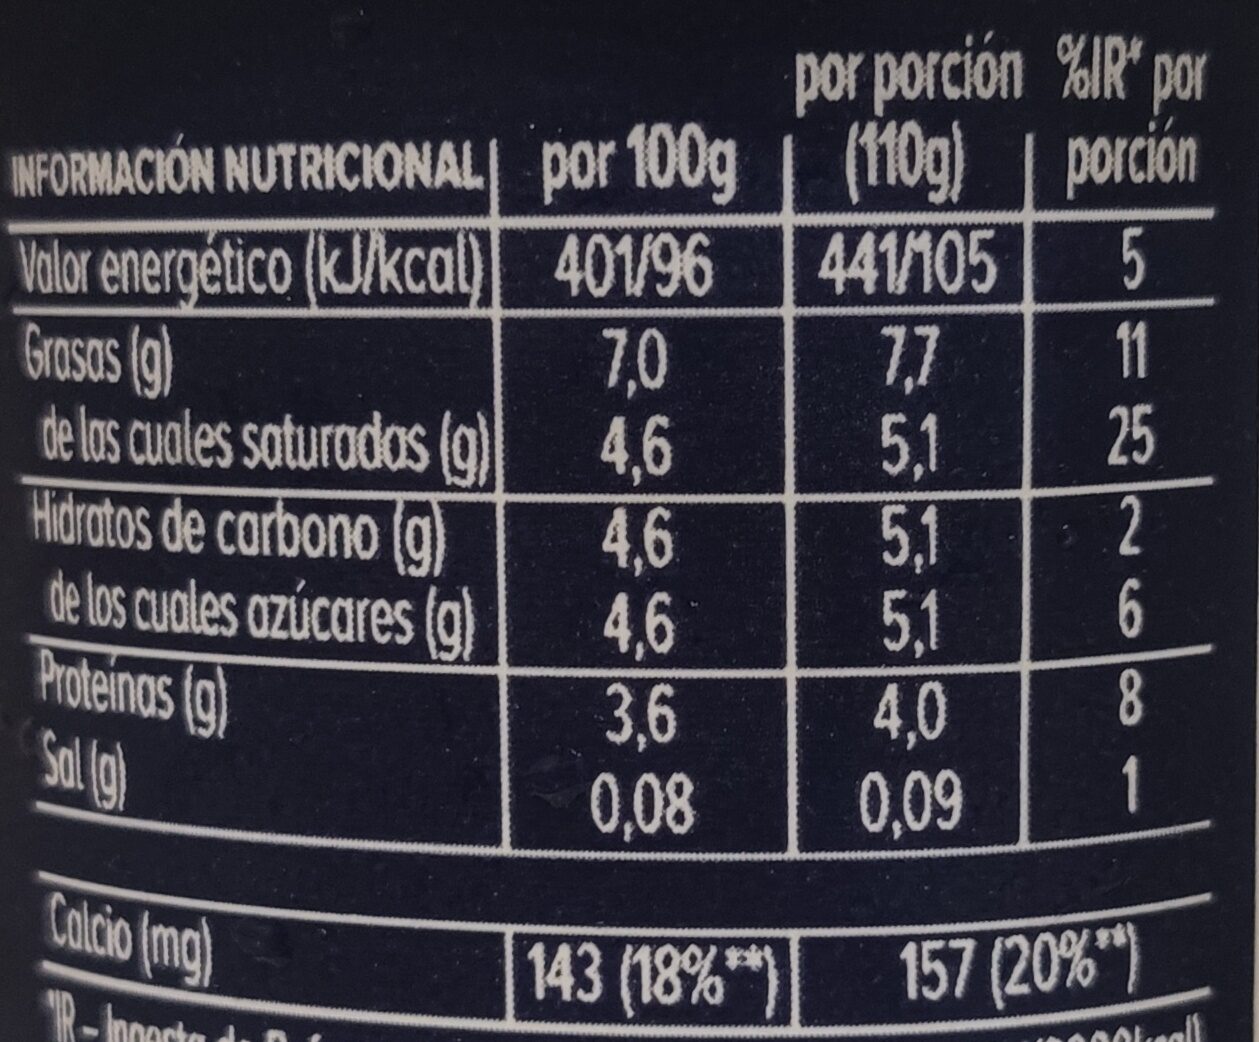 INFORMACIÓN NUTRICIONAL por 100g por porción (110g) %IR* por porción
Valor energético (kJ/kcal) 401/96 441/105 5
Grasas (g) 7,0 7,7 11
de las cuales saturadas (g) 4,6 5,1 25
Hidratos de carbono (g) 4,6 5,1 2
de los cuales azúcares (g) 4,6 5,1 6
Proteínas (g) 3,6 4,0 8
Sal (g) 0,08 0,09 1
Calcio (mg) 143 (18%**) 157 (20%**)
*IR – Ingesta de